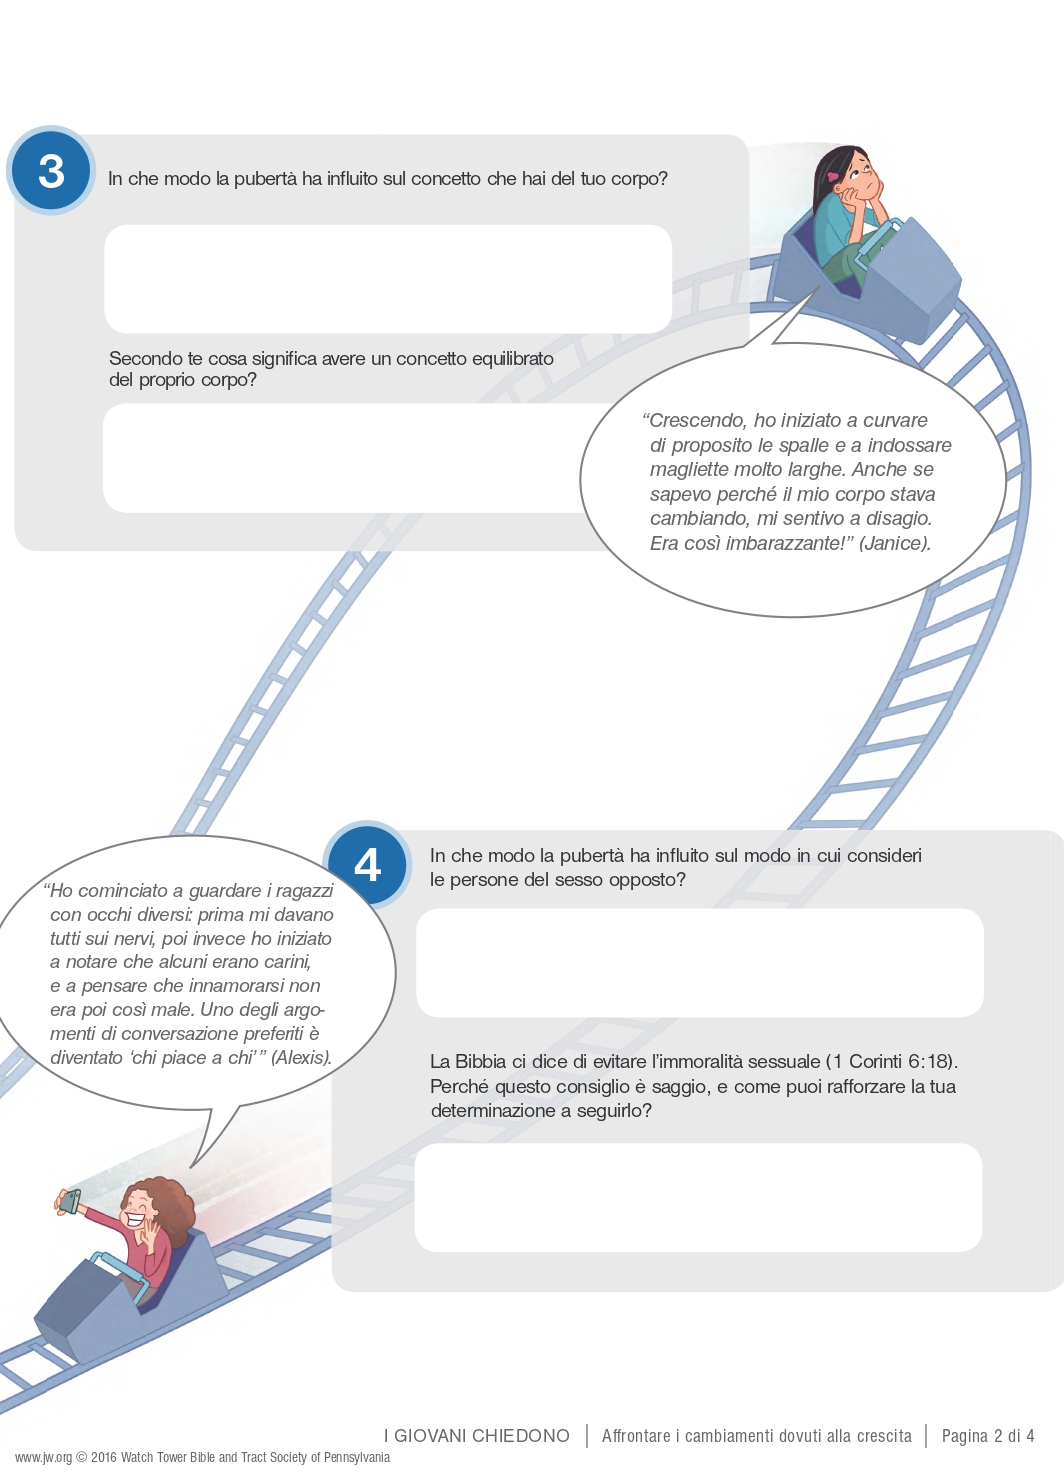 3
In che modo la pubertà ha influito sul concetto che hai del tuo corpo?
Secondo te cosa significa avere un concetto equilibrato
del proprio corpo?
“Crescendo, ho iniziato a curvare
di proposito le spalle e a indossare
magliette molto larghe. Anche se
sapevo perché il mio corpo stava
cambiando, mi sentivo a disagio.
Era così imbarazzante!” (Janice).
4
In che modo la pubertà ha influito sul modo in cui consideri
le persone del sesso opposto?
“Ho cominciato a guardare i ragazzi
con occhi diversi: prima mi davano
tutti sui nervi, poi invece ho iniziato
a notare che alcuni erano carini,
e a pensare che innamorarsi non
era poi così male. Uno degli argo-
menti di conversazione preferiti è
diventato ‘chi piace a chi’ ” (Alexis).
La Bibbia ci dice di evitare l’immoralità sessuale (1 Corinti 6:18).
Perché questo consiglio è saggio, e come puoi rafforzare la tua
determinazione a seguirlo?
I GIOVANI CHIEDONO | Affrontare i cambiamenti dovuti alla crescita | Pagina 2 di 4
www.jw.org © 2016 Watch Tower Bible and Tract Society of Pennsylvania